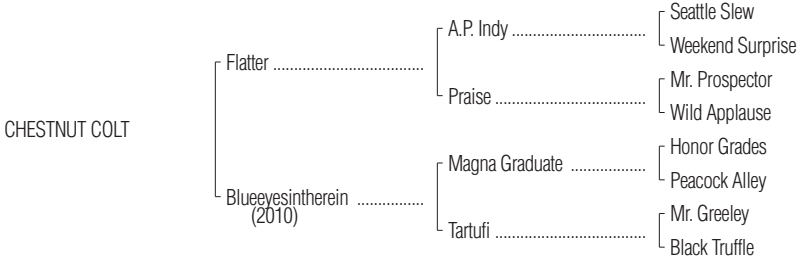 Seattle Slew
A.P. Indy
Weekend Surprise
Flatter
Mr. Prospector
Praise
Wild Applause
CHESTNUT COLT
Honor Grades
Magna Graduate
Peacock Alley
Blueeyesintherein
(2010)
Mr. Greeley
Tartufi
Black Truffle